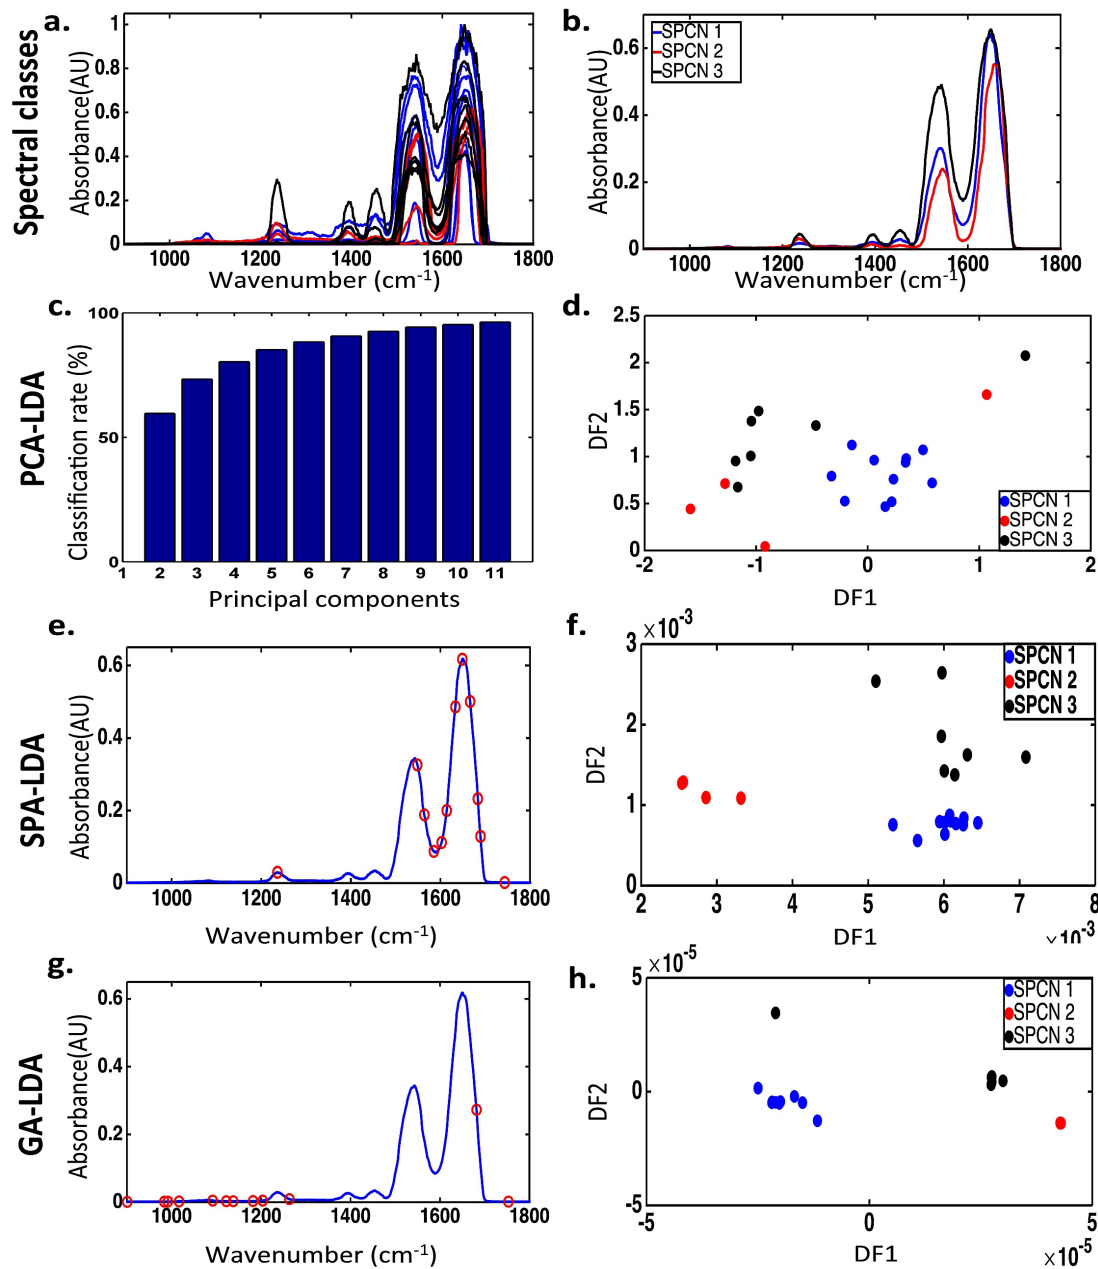 Spectral classes
a.
1
0.8
0.6
0.4
0.2
0
Absorbance(AU)
1000 1200 1400 1600 1800
Wavenumber (cm-1)
b.
SPCN 1
SPCN 2
SPCN 3
0.6
0.4
0.2
0
Absorbance(AU)
1000 1200 1400 1600 1800
Wavenumber (cm-1)
PCA-LDA
c.
100
50
0
Classification rate (%)
1 2 3 4 5 6 7 8 9 10 11
Principal components
d.
2.5
2
1.5
1
0.5
0
DF2
SPCN 1
SPCN 2
SPCN 3
-2 -1 0 1 2
DF1
SPA-LDA
e.
0.6
0.4
0.2
0
Absorbance(AU)
1000 1200 1400 1600 1800
Wavenumber (cm-1)
f.
×10-3
3
2
1
0
DF2
SPCN 1
SPCN 2
SPCN 3
2 3 4 5 6 7 8
DF1
×10-3
GA-LDA
g.
0.6
0.4
0.2
0
Absorbance(AU)
1000 1200 1400 1600 1800
Wavenumber (cm-1)
h.
×10-5
5
0
-5
DF2
SPCN 1
SPCN 2
SPCN 3
-5 0 5
DF1
×10-5